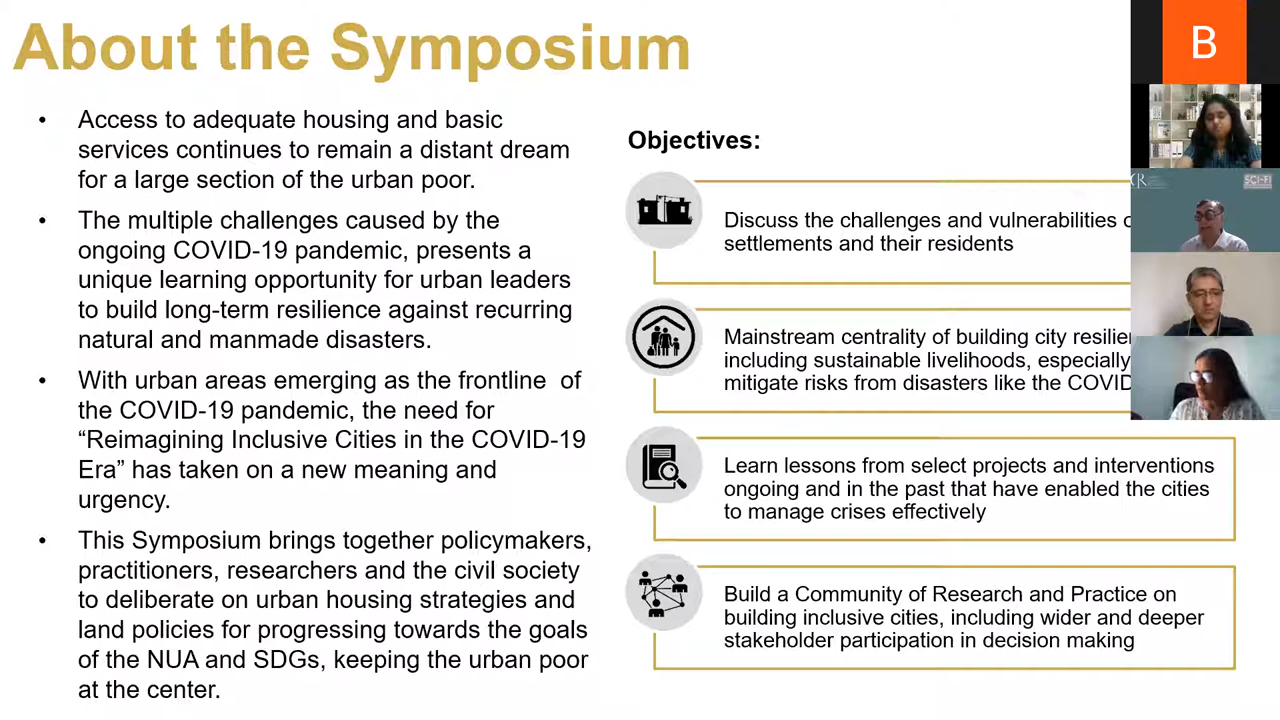 About the Symposium
• Access to adequate housing and basic
services continues to remain a distant dream
for a large section of the urban poor.
• The multiple challenges caused by the
ongoing COVID-19 pandemic, presents a
unique learning opportunity for urban leaders
to build long-term resilience against recurring
natural and manmade disasters.
• With urban areas emerging as the frontline of
the COVID-19 pandemic, the need for
“Reimagining Inclusive Cities in the COVID-19
Era” has taken on a new meaning and
urgency.
• This Symposium brings together policymakers,
practitioners, researchers and the civil society
to deliberate on urban housing strategies and
land policies for progressing towards the goals
of the NUA and SDGs, keeping the urban poor
at the center.
Objectives:
Discuss the challenges and vulnerabilities
settlements and their residents
Mainstream centrality of building city
including sustainable livelihoods, especially
mitigate risks from disasters like the
Learn lessons from select projects and interventions
ongoing and in the past that have enabled the cities
to manage crises effectively
Build a Community of Research and Practice on
building inclusive cities, including wider and deeper
stakeholder participation in decision making
B
SCI-FI